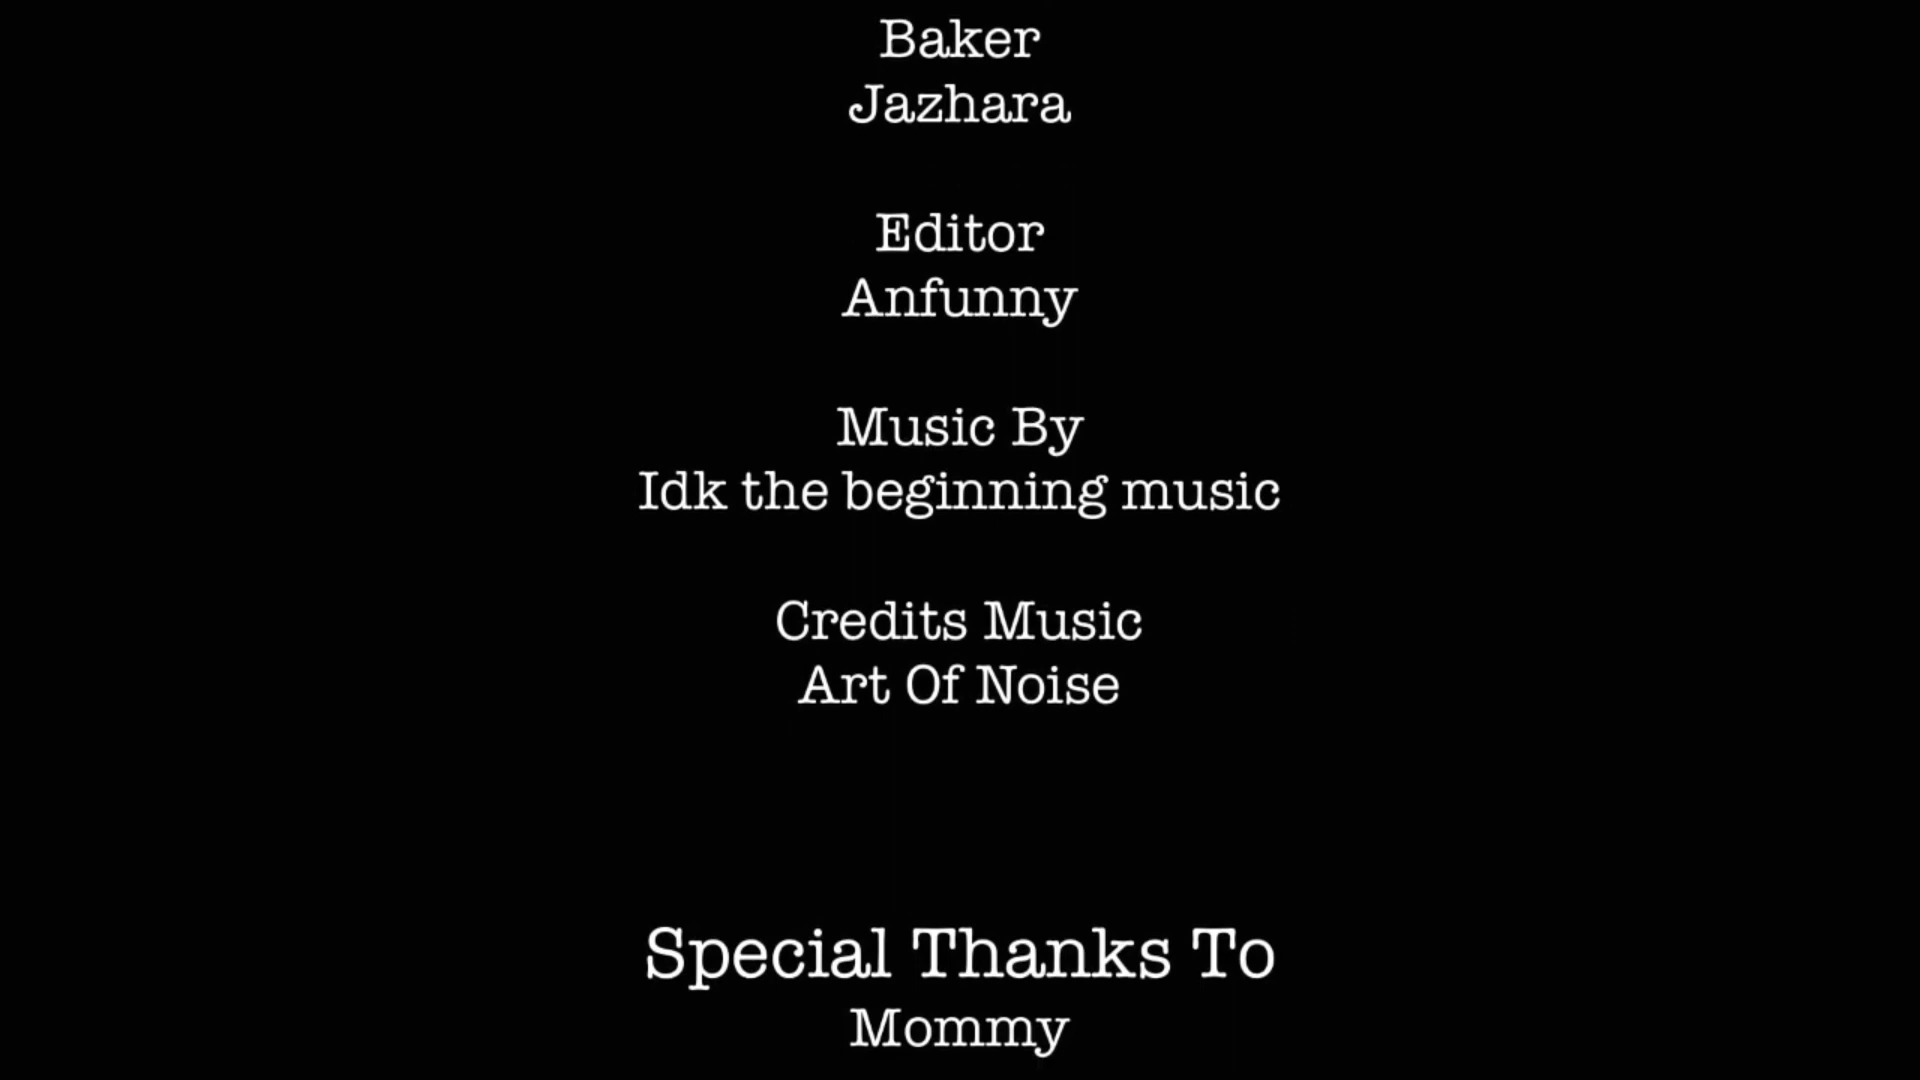 Baker
Jazhara
Editor
Anfunny
Music By
Idk the beginning music
Credits Music
Art Of Noise
Special Thanks To
Mommy